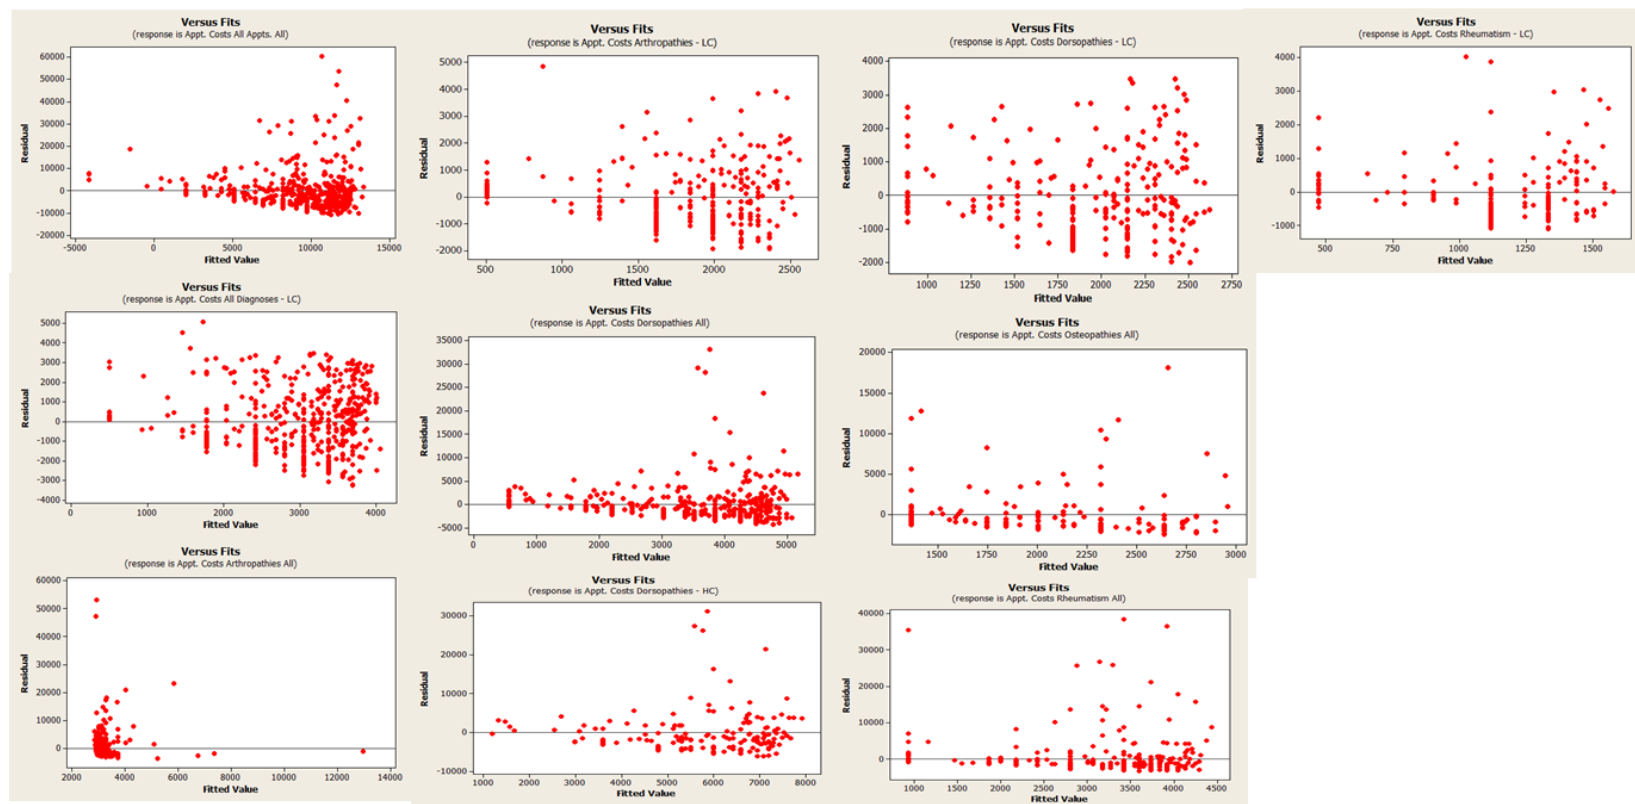 Versus Fits
(response is Appt. Costs All Appts. All)
60000
50000
40000
30000
20000
10000
0
-10000
-20000
Residual
-5000 0 5000 10000 15000
Fitted Value
Versus Fits
(response is Appt. Costs Arthropathies - LC)
5000
4000
3000
2000
1000
0
-1000
-2000
Residual
500 1000 1500 2000 2500
Fitted Value
Versus Fits
(response is Appt. Costs Dorsopathies - LC)
4000
3000
2000
1000
0
-1000
-2000
Residual
1000 1250 1500 1750 2000 2250 2500 2750
Fitted Value
Versus Fits
(response is Appt. Costs Rheumatism - LC)
4000
3000
2000
1000
0
-1000
Residual
500 750 1000 1250 1500
Fitted Value
Versus Fits
(response is Appt. Costs All Diagnoses - LC)
5000
4000
3000
2000
1000
0
-1000
-2000
-3000
-4000
Residual
0 1000 2000 3000 4000
Fitted Value
Versus Fits
(response is Appt. Costs Dorsopathies All)
35000
30000
25000
20000
15000
10000
5000
0
-5000
Residual
0 1000 2000 3000 4000 5000
Fitted Value
Versus Fits
(response is Appt. Costs Osteopathies All)
20000
15000
10000
5000
0
Residual
1500 1750 2000 2250 2500 2750 3000
Fitted Value
Versus Fits
(response is Appt. Costs Arthropathies All)
60000
50000
40000
30000
20000
10000
0
Residual
2000 4000 6000 8000 10000 12000 14000
Fitted Value
Versus Fits
(response is Appt. Costs Dorsopathies - HC)
30000
20000
10000
0
-10000
Residual
1000 2000 3000 4000 5000 6000 7000 8000
Fitted Value
Versus Fits
(response is Appt. Costs Rheumatism All)
40000
30000
20000
10000
0
Residual
1000 1500 2000 2500 3000 3500 4000 4500
Fitted Value